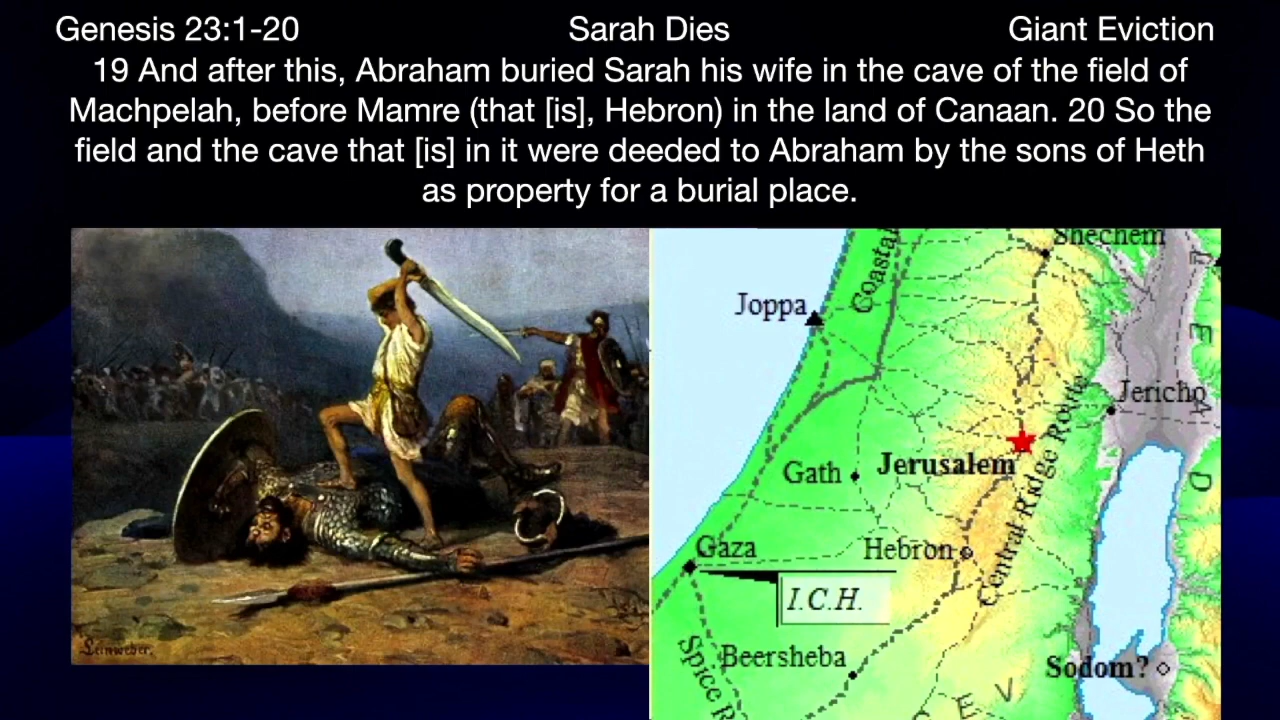 Genesis 23:1-20 Sarah Dies Giant Eviction
19 And after this, Abraham buried Sarah his wife in the cave of the field of
Machpelah, before Mamre (that [is], Hebron) in the land of Canaan. 20 So the
field and the cave that [is] in it were deeded to Abraham by the sons of Heth
as property for a burial place.
Leinweber.
Shechem
Coastal
Joppa
Jericho
Gath
Jerusalem
Central Ridge Route
Gaza
Hebron
I.C.H.
Beersheba
Sodom?
Spice R
E V
E
A
D